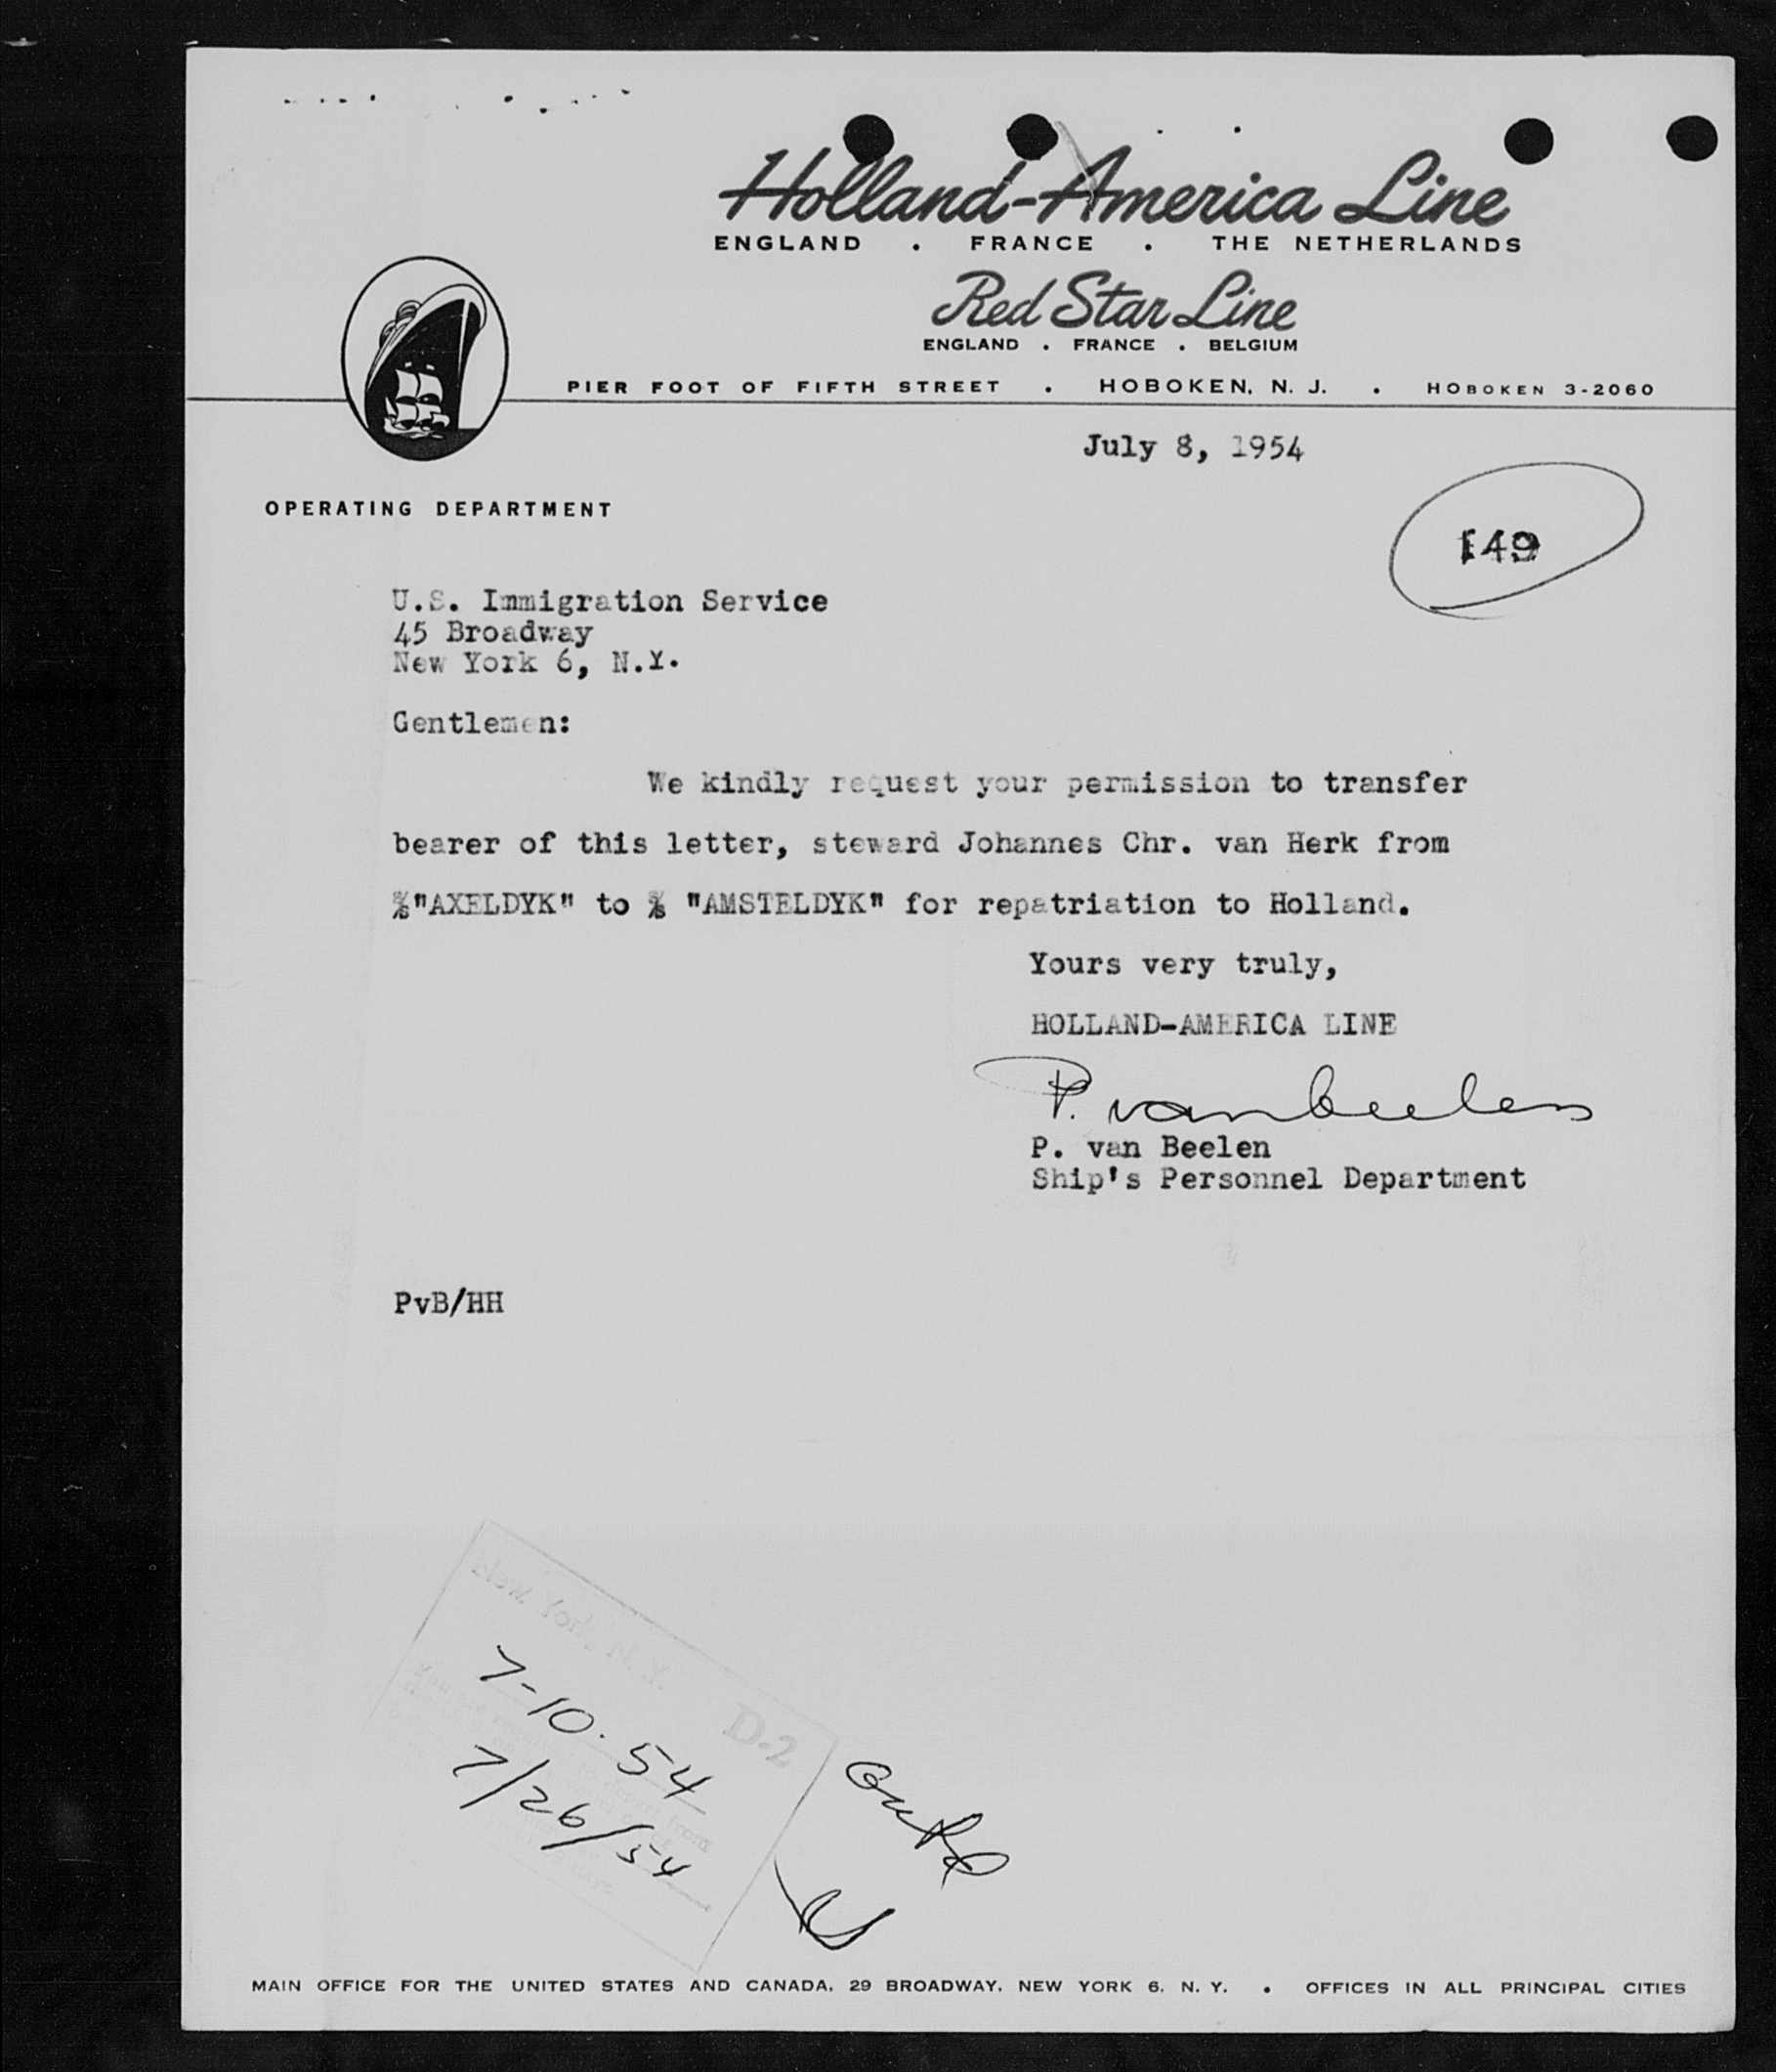 Holland-America Line
ENGLAND . FRANCE . THE NETHERLANDS
Red Star Line
ENGLAND . FRANCE . BELGIUM
PIER FOOT OF FIFTH STREET . HOBOKEN, N. J. . HOBOKEN 3-2060
July 8, 1954
OPERATING DEPARTMENT
149
U.S. Immigration Service
45 Broadway
New York 6, N.Y.
Gentlemen:
We kindly request your permission to transfer
bearer of this letter, steward Johannes Chr. van Herk from
"AXELDYK" to "AMSTELDYK" for repatriation to Holland.
Yours very truly,
HOLLAND-AMERICA LINE
P. van Beelen
P. van Beelen
Ship's Personnel Department
PvB/HH
New York N.Y.
D-2
7-10.54
7/26/54
MAIN OFFICE FOR THE UNITED STATES AND CANADA, 29 BROADWAY, NEW YORK 6, N. Y. . OFFICES IN ALL PRINCIPAL CITIES